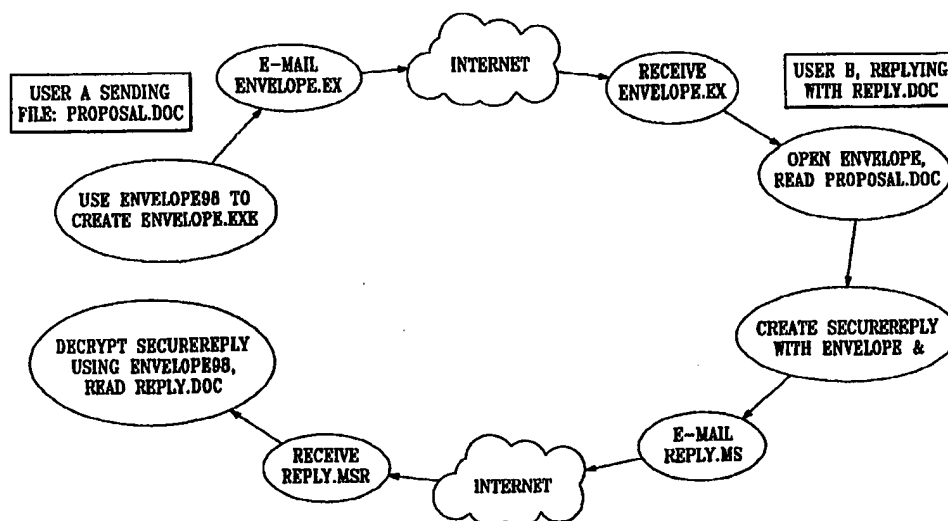 E-MAIL
ENVELOPE.EX
INTERNET
RECEIVE
ENVELOPE.EX
USER A SENDING
FILE: PROPOSAL.DOC
USER B, REPLYING
WITH REPLY.DOC
OPEN ENVELOPE,
READ PROPOSAL.DOC
USE ENVELOPE98 TO
CREATE ENVELOPE.EXE
CREATE SECUREREPLY
WITH ENVELOPE &
DECRYPT SECUREREPLY
USING ENVELOPE98,
READ REPLY.DOC
E-MAIL
REPLY.MS
RECEIVE
REPLY.MSR
INTERNET